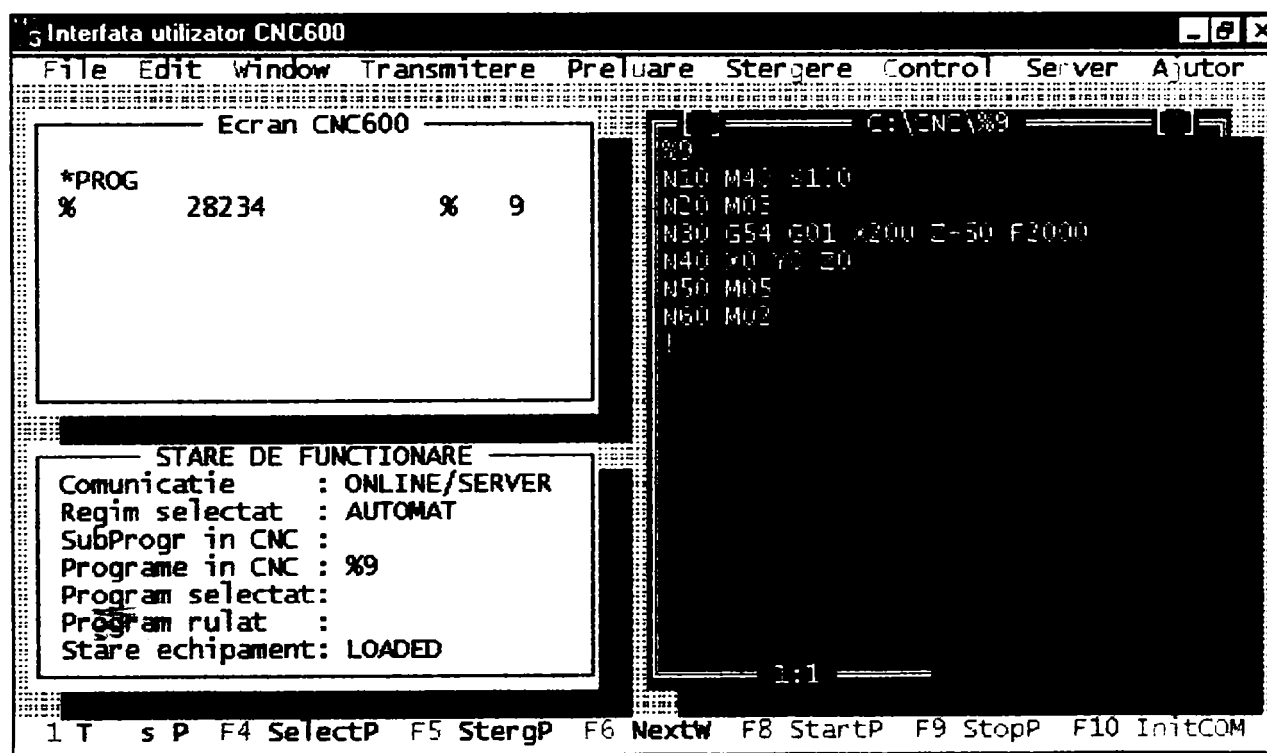 Interfata utilizator CNC600
File Edit Window Transmitere Preluare Stergere Control Server Ajutor
Ecran CNC600
*PROG
% 28234 % 9
STARE DE FUNCTIONARE
Comunicatie : ONLINE/SERVER
Regim selectat : AUTOMAT
SubProgr in CNC :
Programe in CNC : %9
Program selectat:
Program rulat :
Stare echipament: LOADED
C:\CNC\%9
%9
N10
N20 M03
N30 G54 G01 X200 Z-50
N40 X0 Y0 Z0
N50 M05
N60 M02
1:1
1 T s P F4 SelectP F5 StergP F6 NextW F8 StartP F9 StopP F10 InitCOM